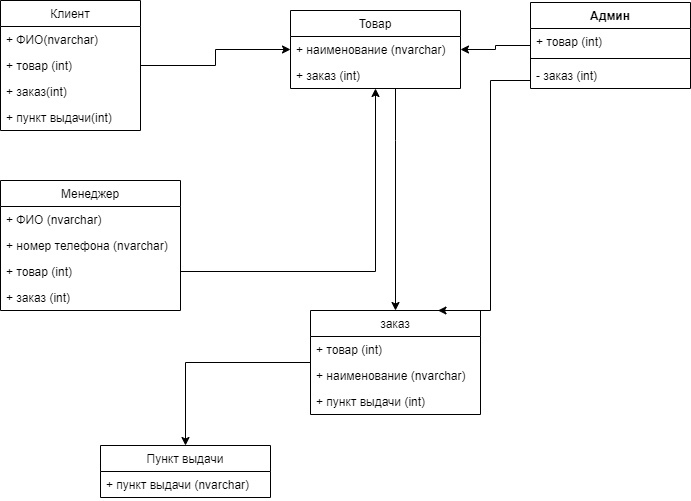 Клиент
+ ФИО(nvarchar)
+ товар (int)
+ заказ(int)
+ пункт выдачи(int)
Товар
+ наименование (nvarchar)
+ заказ (int)
Админ
+ товар (int)
- заказ (int)
Менеджер
+ ФИО (nvarchar)
+ номер телефона (nvarchar)
+ товар (int)
+ заказ (int)
заказ
+ товар (int)
+ наименование (nvarchar)
+ пункт выдачи (int)
Пункт выдачи
+ пункт выдачи (nvarchar)